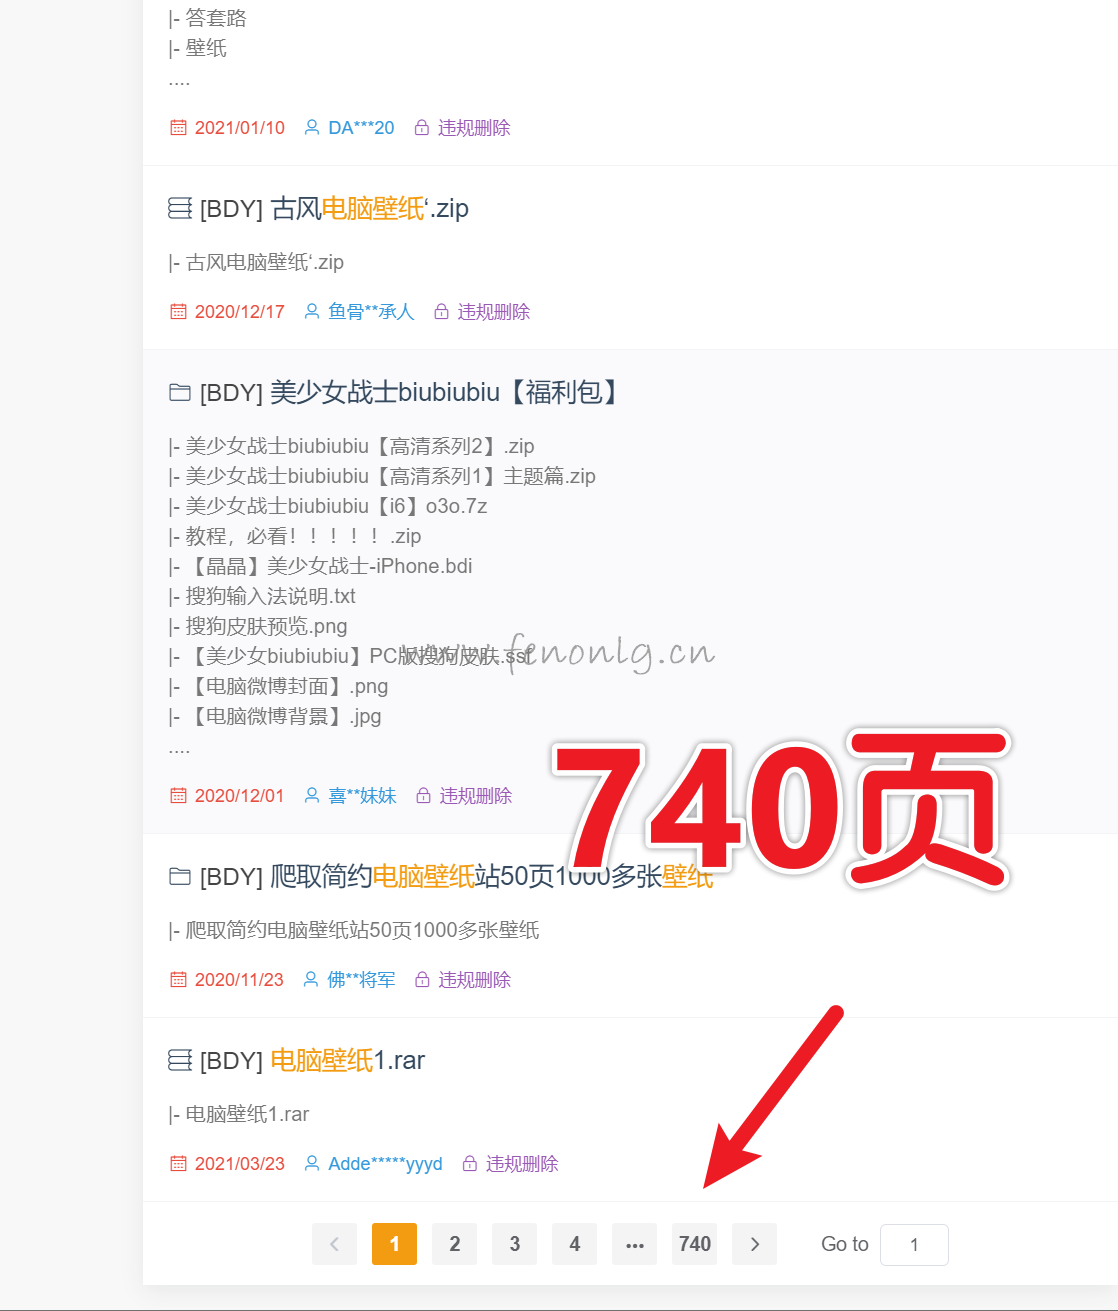 |- 答套路
|- 壁纸
....
2021/01/10 DA***20 违规删除
[BDY] 古风电脑壁纸‘.zip
|- 古风电脑壁纸‘.zip
2020/12/17 鱼骨**承人 违规删除
[BDY] 美少女战士biubiubiu【福利包】
|- 美少女战士biubiubiu【高清系列2】.zip
|- 美少女战士biubiubiu【高清系列1】主题篇.zip
|- 美少女战士biubiubiu【i6】o3o.7z
|- 教程，必看！！！！！.zip
|- 【晶晶】美少女战士-iPhone.bdi
|- 搜狗输入法说明.txt
|- 搜狗皮肤预览.png
|- 【美少女biubiubiu】PC版搜狗皮肤.ssf
www.fenonlg.cn
|- 【电脑微博封面】.png
|- 【电脑微博背景】.jpg
....
2020/12/01 喜**妹妹 违规删除
740页
[BDY] 爬取简约电脑壁纸站50页1000多张壁纸
|- 爬取简约电脑壁纸站50页1000多张壁纸
2020/11/23 佛**将军 违规删除
[BDY] 电脑壁纸1.rar
|- 电脑壁纸1.rar
2021/03/23 Adde*****yyyd 违规删除
< 1 2 3 4 ... 740 > Go to 1